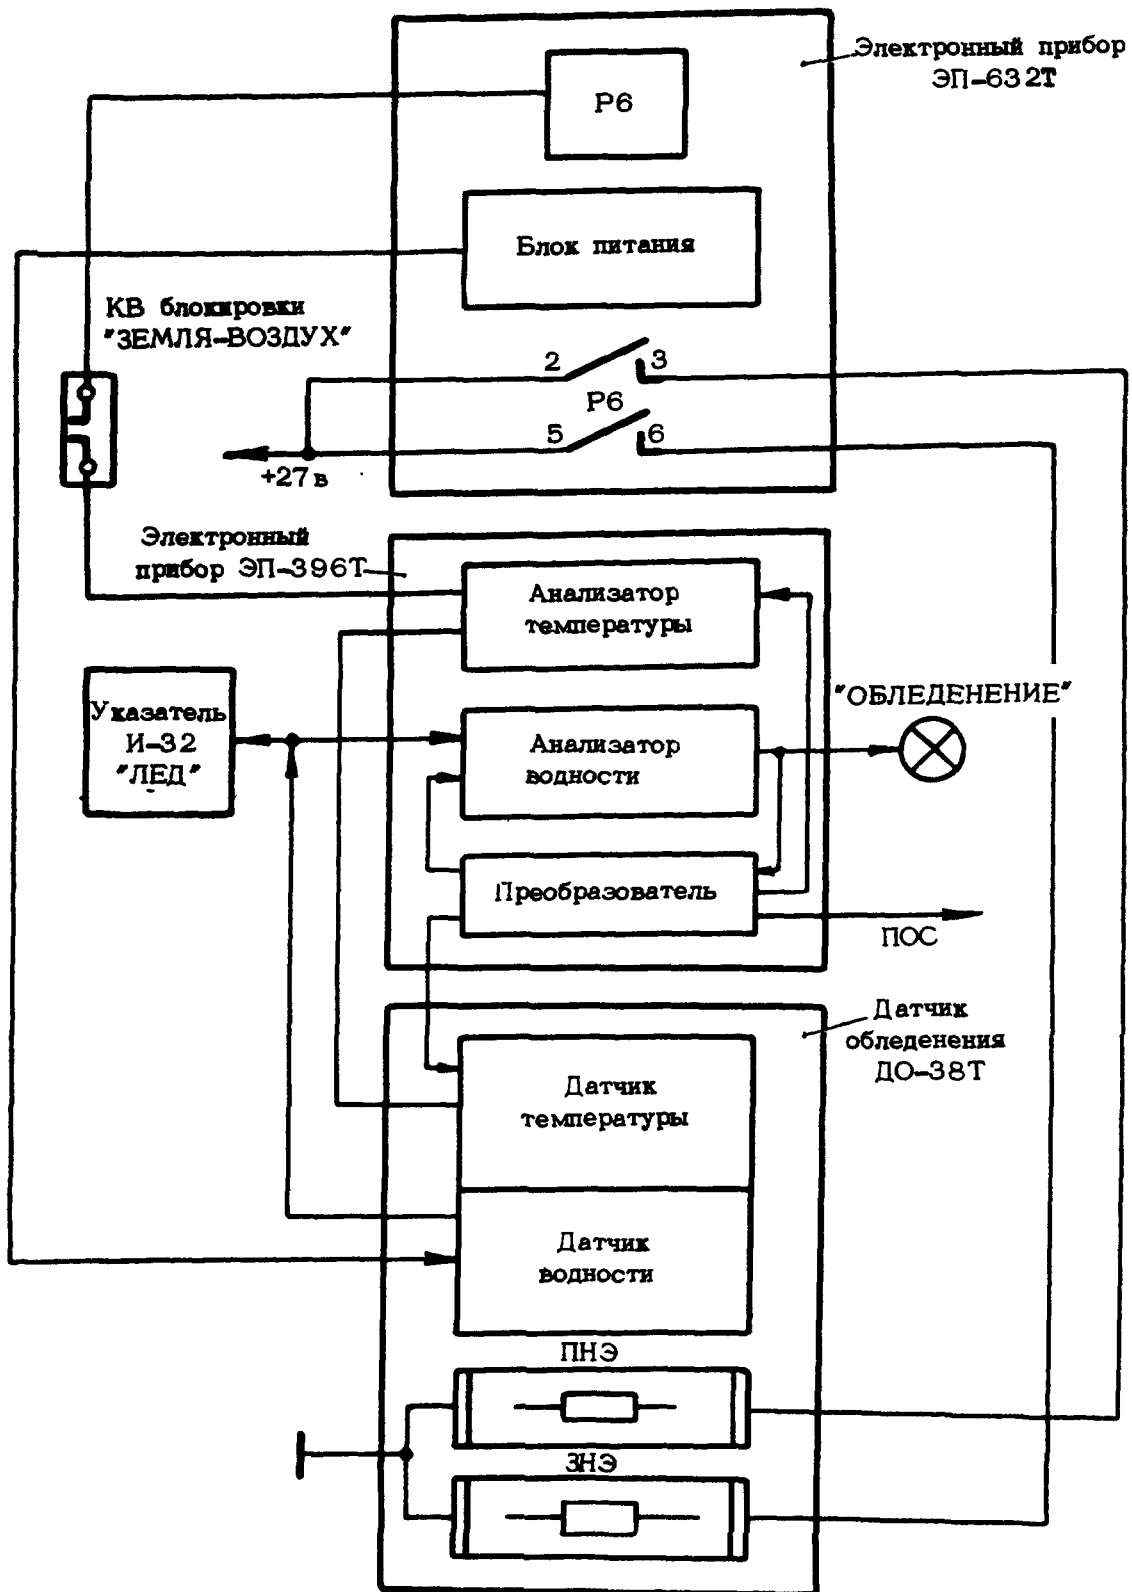 Электронный прибор
ЭП-632Т
Р6
Блок питания
КВ блокировки
"ЗЕМЛЯ-ВОЗДУХ"
2
3
Р6
5
6
+27 в
Электронный
прибор ЭП-396Т
Анализатор
температуры
Указатель
И-32
"ЛЕД"
"ОБЛЕДЕНЕНИЕ"
Анализатор
водности
Преобразователь
ПОС
Датчик
обледенения
ДО-38Т
Датчик
температуры
Датчик
водности
ПНЭ
ЗНЭ